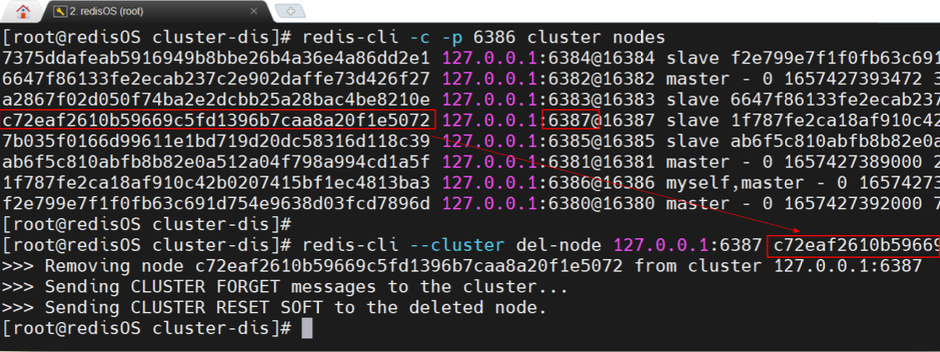 2. redisOS (root)
[root@redisOS cluster-dis]# redis-cli -c -p 6386 cluster nodes
7375ddafeab5916949b8bbe26b4a36e4a86dd2e1 127.0.0.1:6384@16384 slave f2e799e7f1f0fb63c691
6647f86133fe2ecab237c2e902daffe73d426f27 127.0.0.1:6382@16382 master - 0 1657427393472 3
a2867f02d050f74ba2e2dcbb25a28bac4be8210e 127.0.0.1:6383@16383 slave 6647f86133fe2ecab237
c72eaf2610b59669c5fd1396b7caa8a20f1e5072 127.0.0.1:6387@16387 slave 1f787fe2ca18af910c42
7b035f0166d99611e1bd719d20dc58316d118c39 127.0.0.1:6385@16385 slave ab6f5c810abfb8b82e0a
ab6f5c810abfb8b82e0a512a04f798a994cd1a5f 127.0.0.1:6381@16381 master - 0 1657427389000 2
1f787fe2ca18af910c42b0207415bf1ec4813ba3 127.0.0.1:6386@16386 myself,master - 0 16574273
f2e799e7f1f0fb63c691d754e9638d03fcd7896d 127.0.0.1:6380@16380 master - 0 1657427392000 7
[root@redisOS cluster-dis]#
[root@redisOS cluster-dis]# redis-cli --cluster del-node 127.0.0.1:6387 c72eaf2610b59669
>>> Removing node c72eaf2610b59669c5fd1396b7caa8a20f1e5072 from cluster 127.0.0.1:6387
>>> Sending CLUSTER FORGET messages to the cluster...
>>> Sending CLUSTER RESET SOFT to the deleted node.
[root@redisOS cluster-dis]#